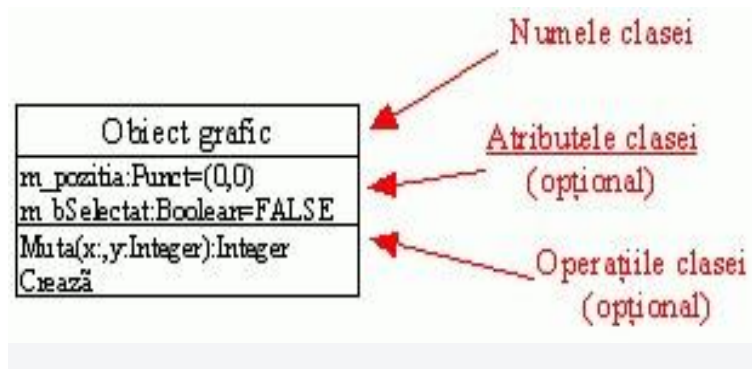 Numele clasei
Obiect grafic
Atributele clasei
(opțional)
m_pozitia:Punct=(0,0)
m_bSelectat:Boolean=FALSE
Muta(x:,y:Integer):Integer
Crează
Operațiile clasei
(opțional)